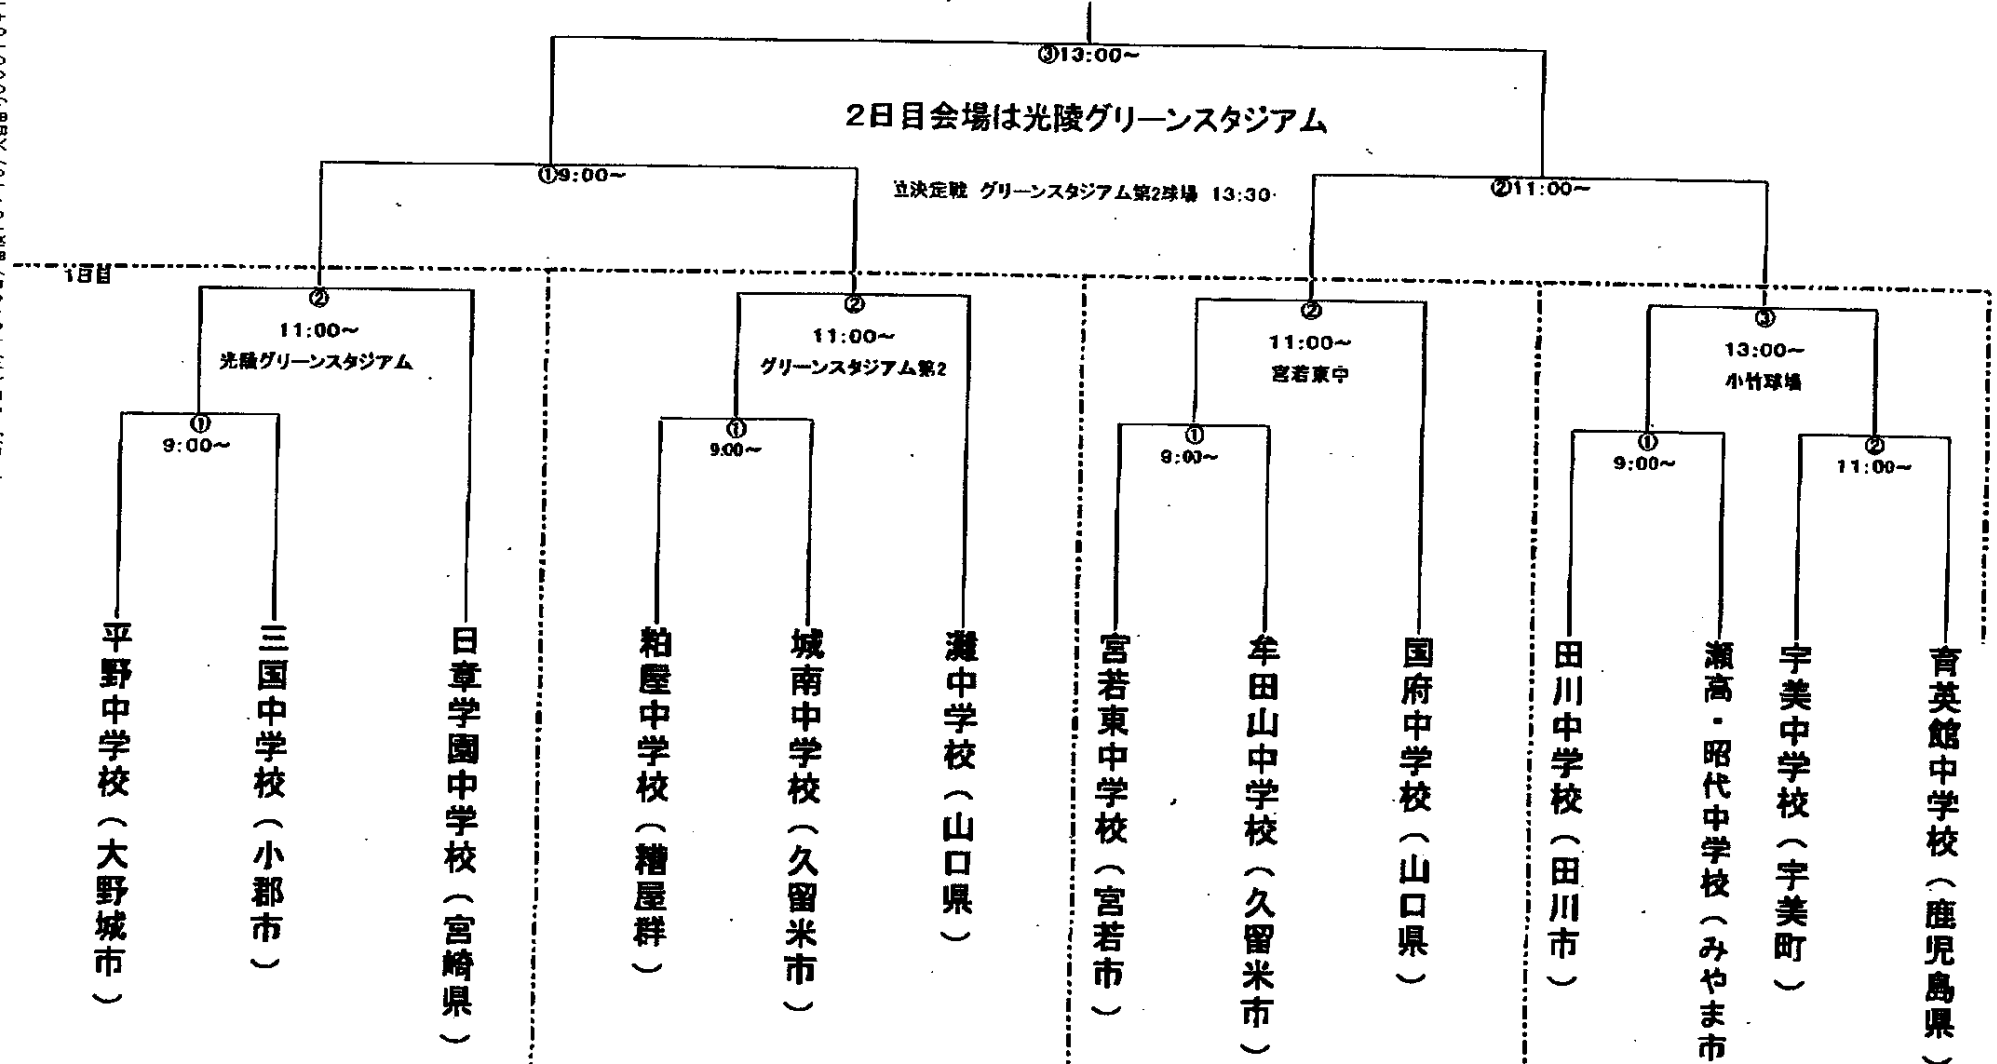 ③13:00～
2日目会場は光陵グリーンスタジアム
①9:00～
位決定戦 グリーンスタジアム第2球場 13:30
②11:00～
1日目
②
11:00～
光陵グリーンスタジアム
②
11:00～
グリーンスタジアム第2
②
11:00～
宮若東中
③
13:00～
小竹球場
①
9:00～
①
9:00～
①
9:00～
①
9:00～
②
11:00～
平野中学校(大野城市)
三国中学校(小郡市)
日章学園中学校(宮崎県)
粕屋中学校(糟屋群)
城南中学校(久留米市)
灘中学校(山口県)
宮若東中学校(宮若市)
牟田山中学校(久留米市)
国府中学校(山口県)
田川中学校(田川市)
瀬高・昭代中学校(みやま市
宇美中学校(宇美町)
育英館中学校(鹿児島県)